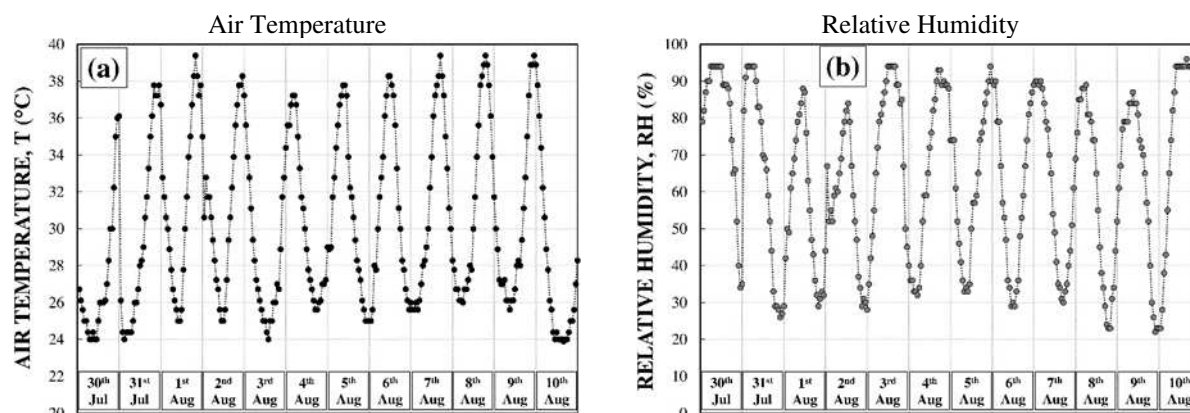 Air Temperature
Relative Humidity
40
38
36
34
32
30
28
26
24
22
20
AIR TEMPERATURE, T (°C)
(a)
30th Jul
31st Jul
1st Aug
2nd Aug
3rd Aug
4th Aug
5th Aug
6th Aug
7th Aug
8th Aug
9th Aug
10th Aug
100
90
80
70
60
50
40
30
20
10
0
RELATIVE HUMIDITY, RH (%)
(b)
30th Jul
31st Jul
1st Aug
2nd Aug
3rd Aug
4th Aug
5th Aug
6th Aug
7th Aug
8th Aug
9th Aug
10th Aug